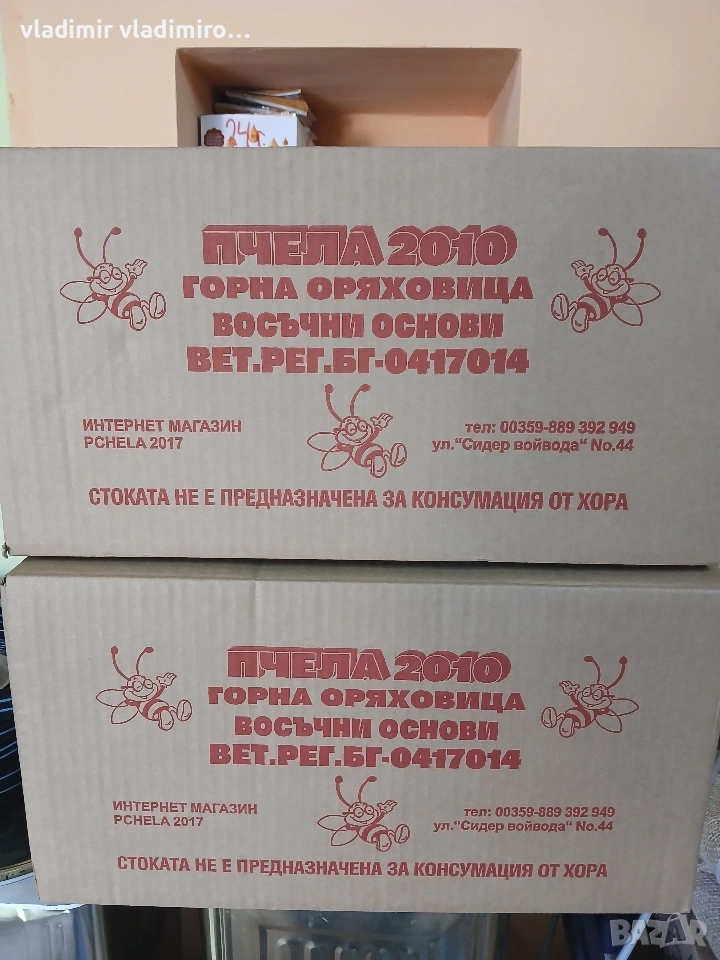 vladimir vladimiro...
24т.
ПЧЕЛА 2010
ГОРНА ОРЯХОВИЦА
ВОСЪЧНИ ОСНОВИ
ВЕТ.РЕГ.БГ-0417014
ИНТЕРНЕТ МАГАЗИН
PCHELA 2017
тел: 00359-889 392 949
ул."Сидер войвода" No.44
СТОКАТА НЕ Е ПРЕДНАЗНАЧЕНА ЗА КОНСУМАЦИЯ ОТ ХОРА
ПЧЕЛА 2010
ГОРНА ОРЯХОВИЦА
ВОСЪЧНИ ОСНОВИ
ВЕТ.РЕГ.БГ-0417014
ИНТЕРНЕТ МАГАЗИН
PCHELA 2017
тел: 00359-889 392 949
ул."Сидер войвода" No.44
СТОКАТА НЕ Е ПРЕДНАЗНАЧЕНА ЗА КОНСУМАЦИЯ ОТ ХОРА
BAZAR